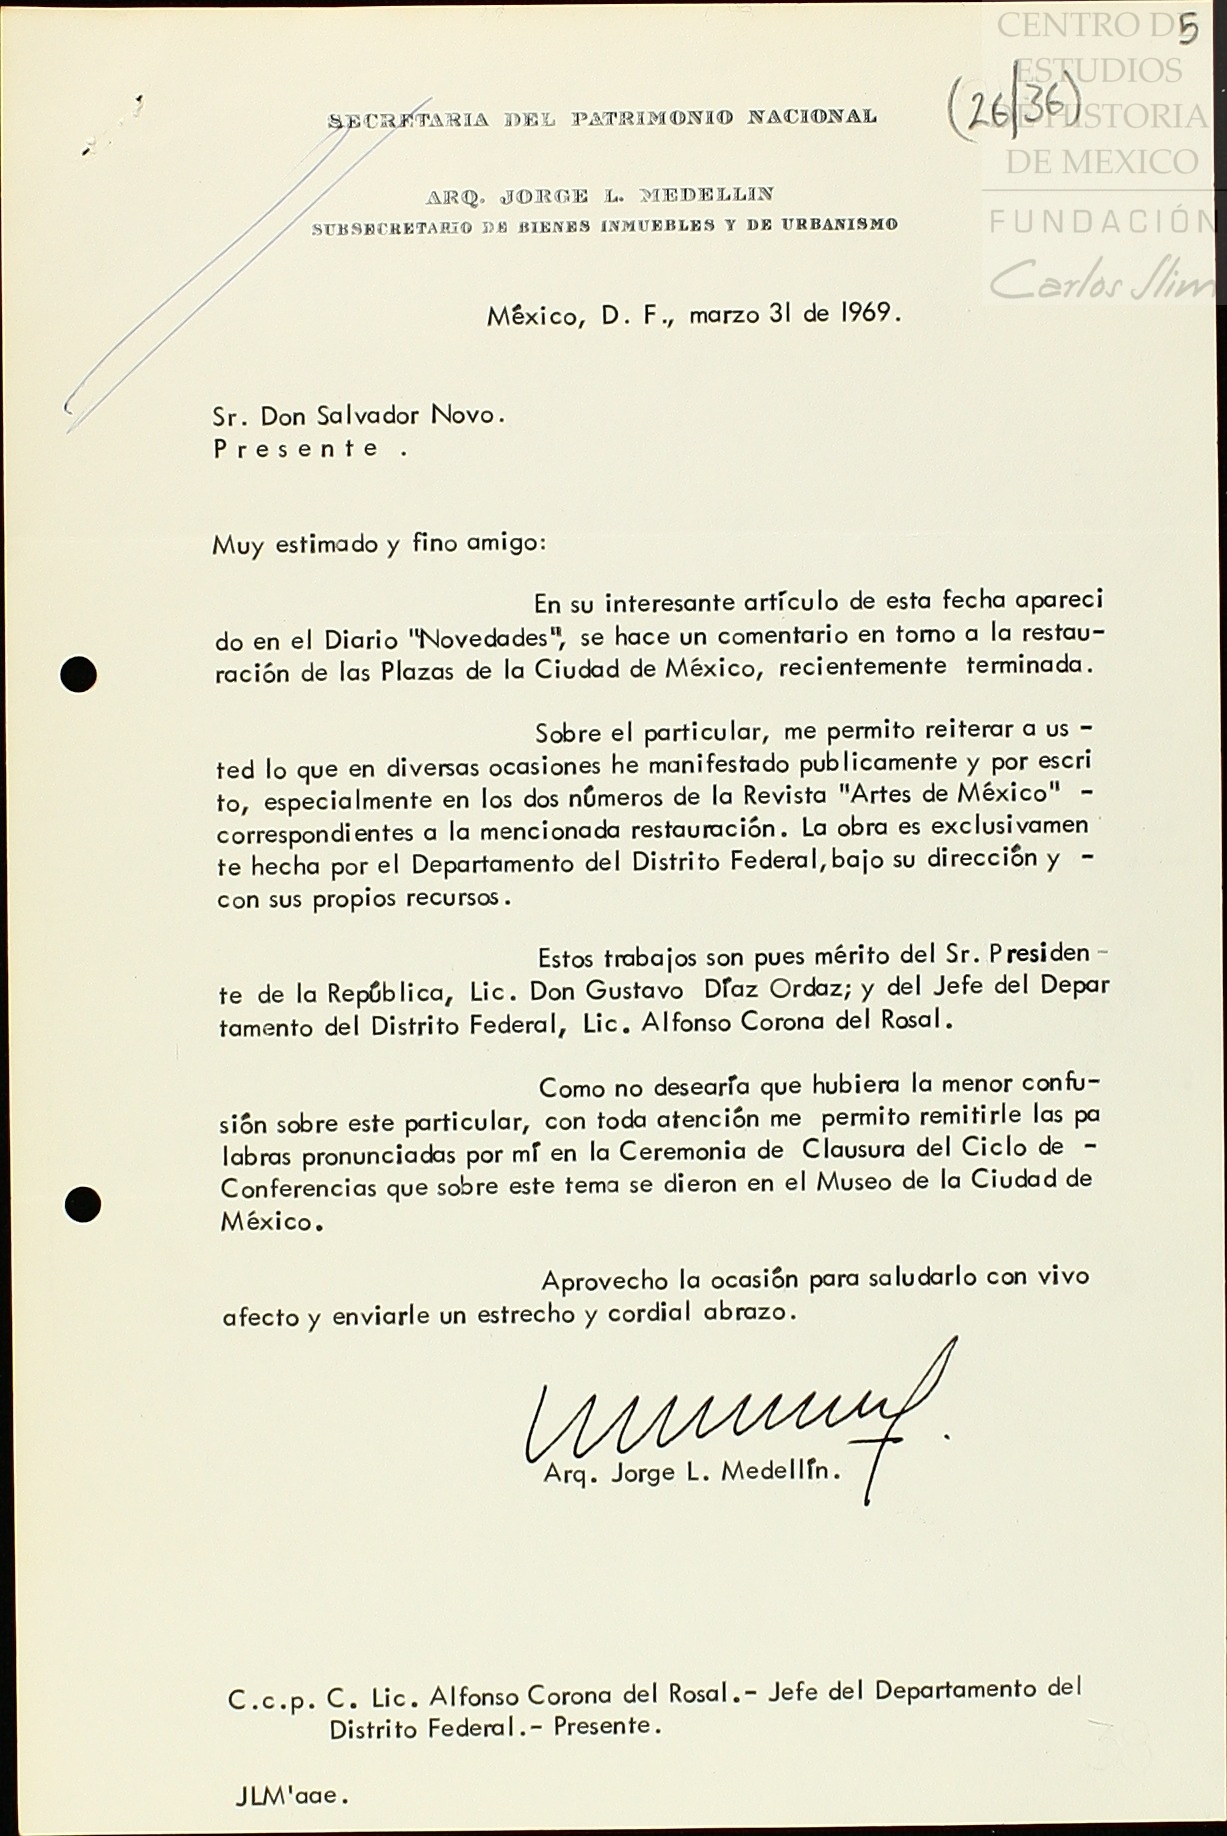 CENTRO DE
5
ESTUDIOS
DE HISTORIA
DE MEXICO
FUNDACIÓN
Carlos Slim
(26/36)
SECRETARIA DEL PATRIMONIO NACIONAL
ARQ. JORGE L. MEDELLIN
SUBSECRETARIO DE BIENES INMUEBLES Y DE URBANISMO
México, D. F., marzo 31 de 1969.
Sr. Don Salvador Novo.
P r e s e n t e .
Muy estimado y fino amigo:
En su interesante artículo de esta fecha apareci
do en el Diario "Novedades", se hace un comentario en torno a la restau-
ración de las Plazas de la Ciudad de México, recientemente terminada.
Sobre el particular, me permito reiterar a us -
ted lo que en diversas ocasiones he manifestado publicamente y por escri
to, especialmente en los dos números de la Revista "Artes de México" -
correspondientes a la mencionada restauración. La obra es exclusivamen
te hecha por el Departamento del Distrito Federal, bajo su dirección y -
con sus propios recursos.
Estos trabajos son pues mérito del Sr. Presiden -
te de la República, Lic. Don Gustavo Díaz Ordaz; y del Jefe del Depar
tamento del Distrito Federal, Lic. Alfonso Corona del Rosal.
Como no desearía que hubiera la menor confu-
sión sobre este particular, con toda atención me permito remitirle las pa
labras pronunciadas por mí en la Ceremonia de Clausura del Ciclo de -
Conferencias que sobre este tema se dieron en el Museo de la Ciudad de
México.
Aprovecho la ocasión para saludarlo con vivo
afecto y enviarle un estrecho y cordial abrazo.
Arq. Jorge L. Medellín.
C.c.p. C. Lic. Alfonso Corona del Rosal.- Jefe del Departamento del
Distrito Federal.- Presente.
JLM'aae.